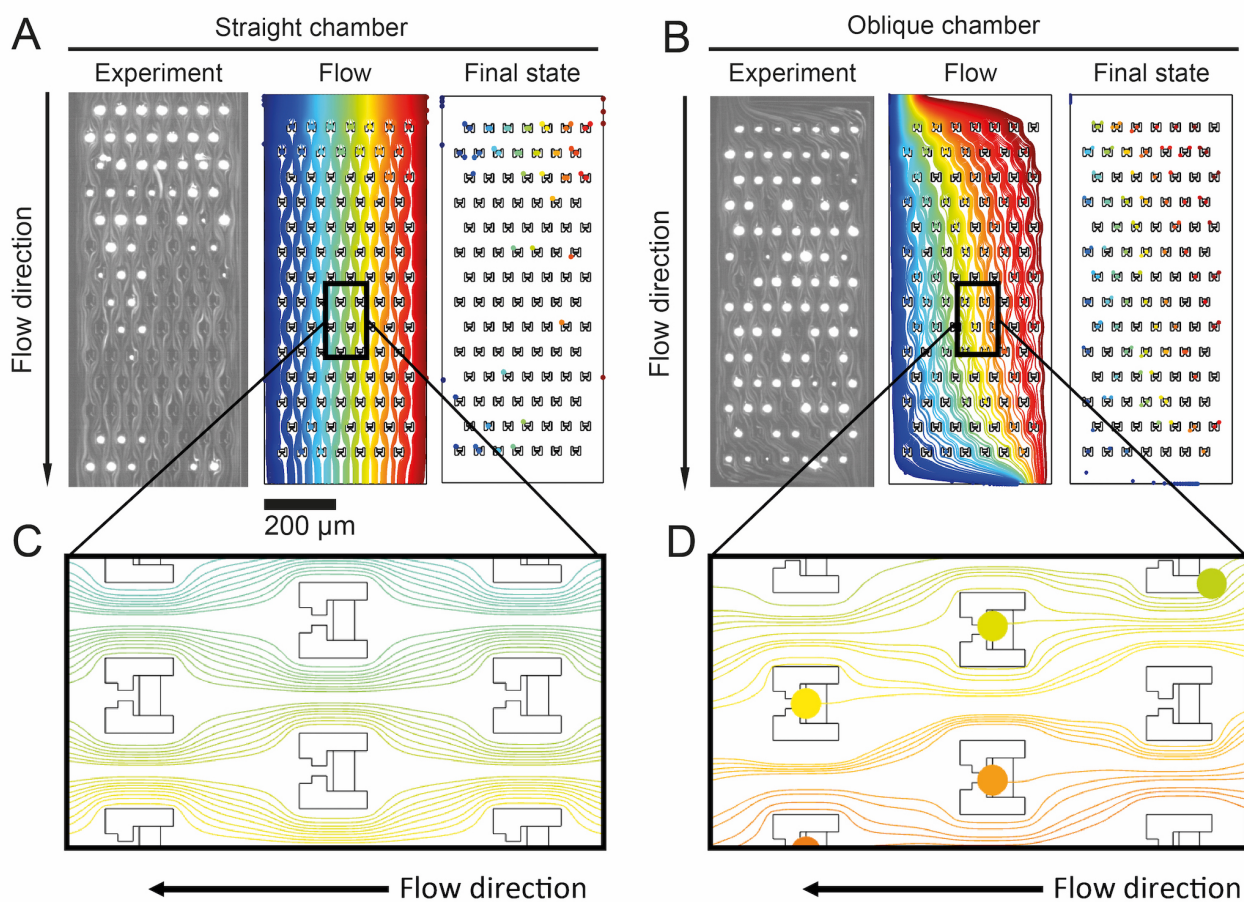 A
Straight chamber
Experiment
Flow
Final state
Flow direction
200 µm
B
Oblique chamber
Experiment
Flow
Final state
Flow direction
C
Flow direction
D
Flow direction